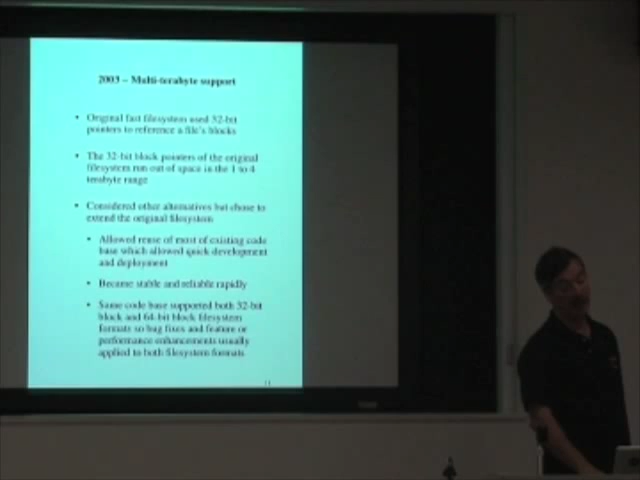 2003 – Multi-terabyte support
• Original fast filesystem used 32-bit
pointers to reference a file's blocks
• The 32-bit block pointers of the original
filesystem run out of space in the 1 to 4
terabyte range
• Considered other alternatives but chose to
extend the original filesystem
• Allowed reuse of most of existing code
base which allowed quick development
and deployment
• Became stable and reliable rapidly
• Same code base supported both 32-bit
block and 64-bit block filesystem
formats so bug fixes and feature or
performance enhancements usually
applied to both filesystem formats